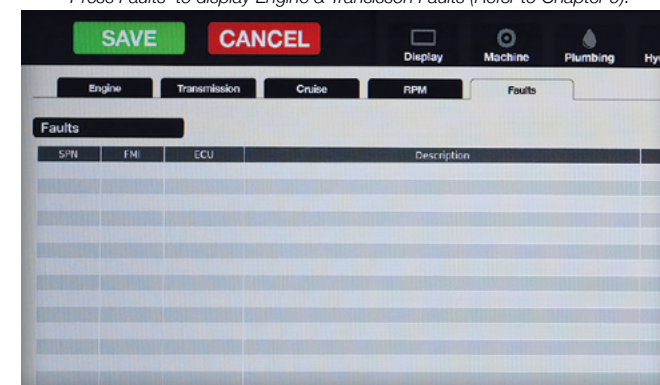 Press Faults to display Engine & Transisson Faults (Refer to Chapter 6).
SAVE CANCEL
Display Machine Plumbing
Engine Transmission Cruise RPM Faults
Faults
SPN FMI ECU Description